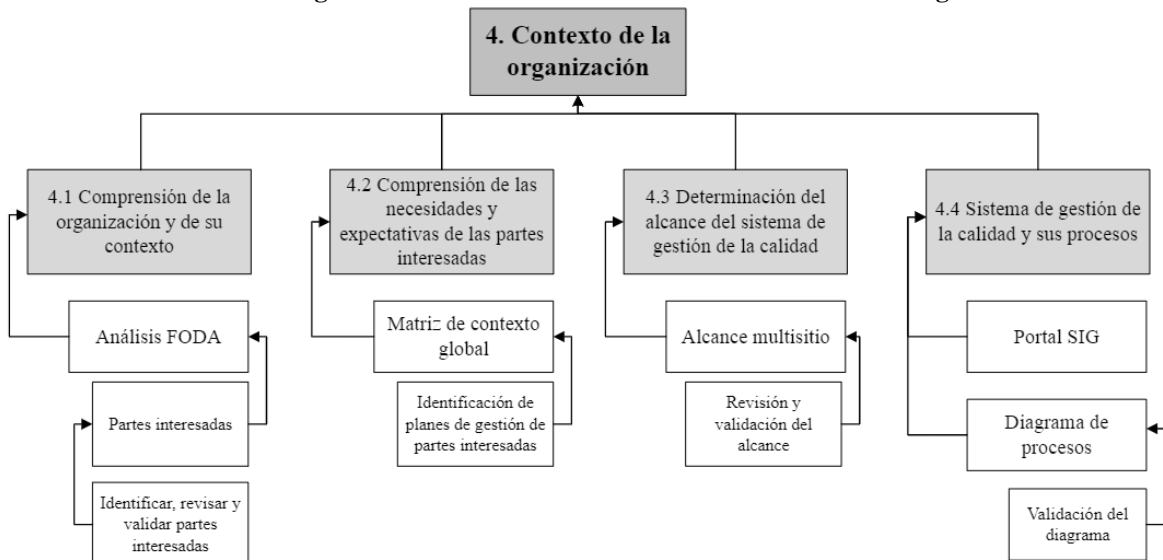 4. Contexto de la
organización
4.1 Comprensión de la
organización y de su
contexto
4.2 Comprensión de las
necesidades y
expectativas de las partes
interesadas
4.3 Determinación del
alcance del sistema de
gestión de la calidad
4.4 Sistema de gestión de
la calidad y sus procesos
Análisis FODA
Matriz de contexto
global
Alcance multisitio
Portal SIG
Partes interesadas
Identificación de
planes de gestión de
partes interesadas
Revisión y
validación del
alcance
Diagrama de
procesos
Identificar, revisar y
validar partes
interesadas
Validación del
diagrama